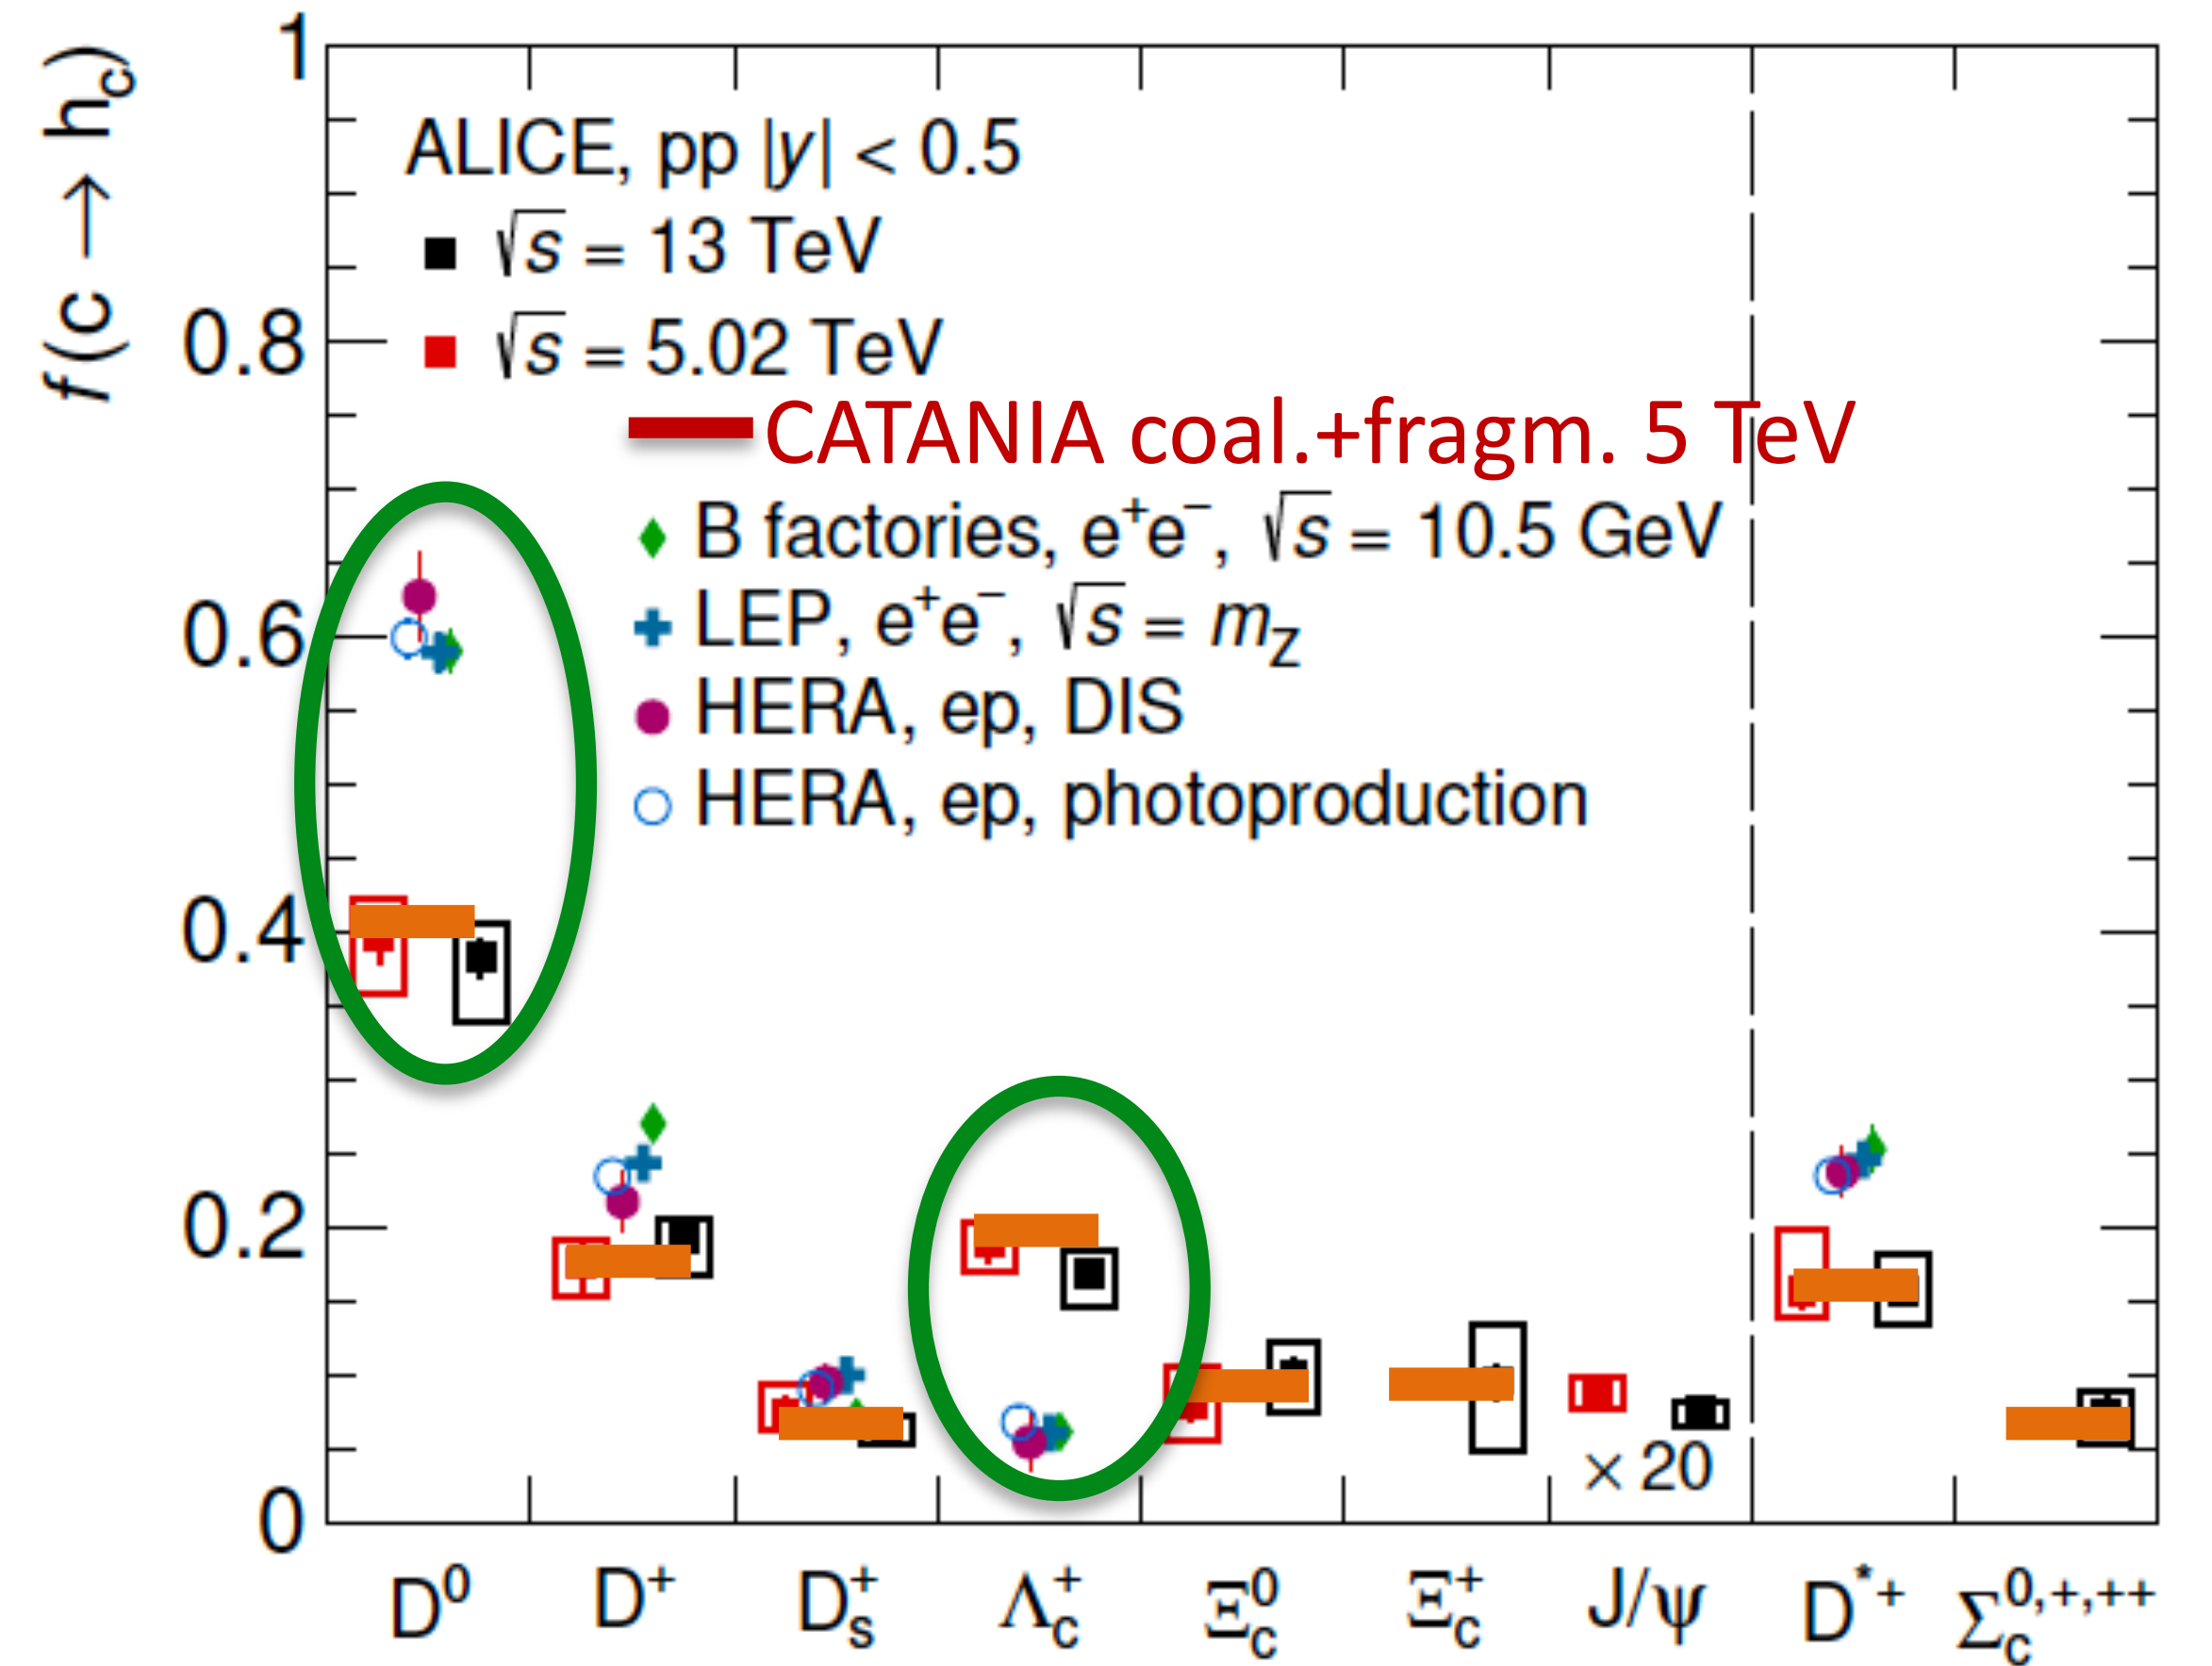 f(c → h_c)
1
0.8
0.6
0.4
0.2
0
ALICE, pp |y| < 0.5
√s = 13 TeV
√s = 5.02 TeV
CATANIA coal.+fragm. 5 TeV
B factories, e⁺e⁻, √s = 10.5 GeV
LEP, e⁺e⁻, √s = m_Z
HERA, ep, DIS
HERA, ep, photoproduction
× 20
D⁰ D⁺ D_s⁺ Λ_c⁺ Ξ_c⁰ Ξ_c⁺ J/ψ D*⁺ Σ_c⁰,⁺,⁺⁺